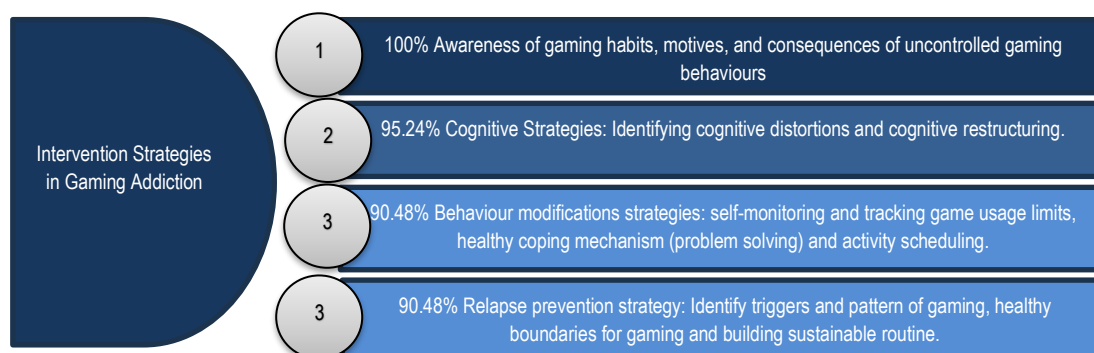 Intervention Strategies
in Gaming Addiction
1
100% Awareness of gaming habits, motives, and consequences of uncontrolled gaming
behaviours
2
95.24% Cognitive Strategies: Identifying cognitive distortions and cognitive restructuring.
3
90.48% Behaviour modifications strategies: self-monitoring and tracking game usage limits,
healthy coping mechanism (problem solving) and activity scheduling.
3
90.48% Relapse prevention strategy: Identify triggers and pattern of gaming, healthy
boundaries for gaming and building sustainable routine.